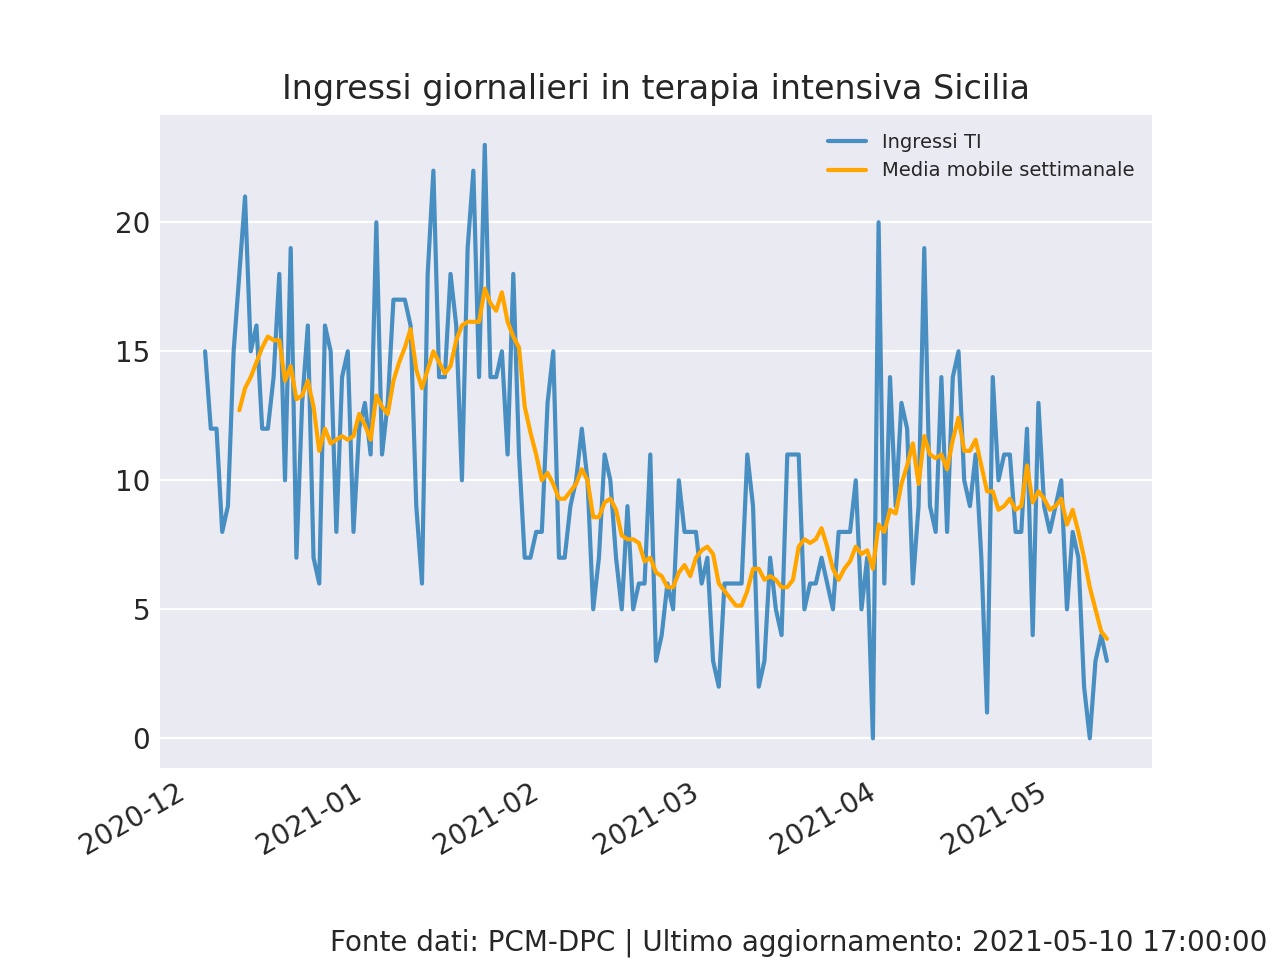 Ingressi giornalieri in terapia intensiva Sicilia
Ingressi TI
Media mobile settimanale
20
15
10
5
0
2020-12
2021-01
2021-02
2021-03
2021-04
2021-05
Fonte dati: PCM-DPC | Ultimo aggiornamento: 2021-05-10 17:00:00